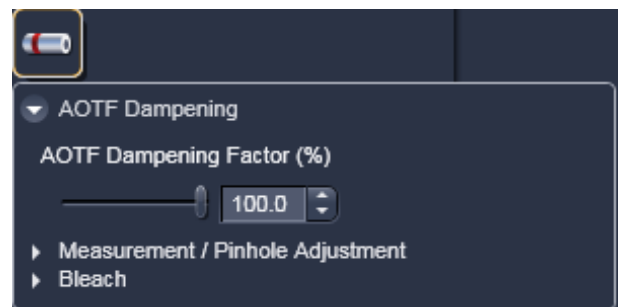 AOTF Dampening
AOTF Dampening Factor (%)
100.0
Measurement / Pinhole Adjustment
Bleach